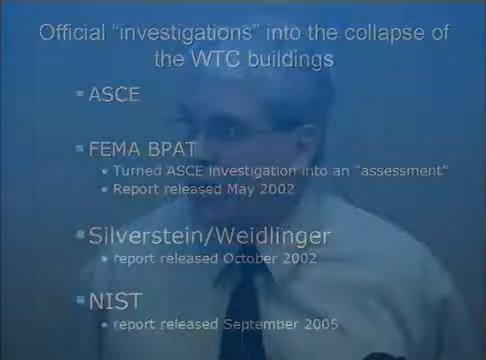 Official “investigations” into the collapse of
the WTC buildings
ASCE
FEMA BPAT
Turned ASCE investigation into an “assessment”
Report released May 2002
Silverstein/Weidlinger
report released October 2002
NIST
report released September 2005